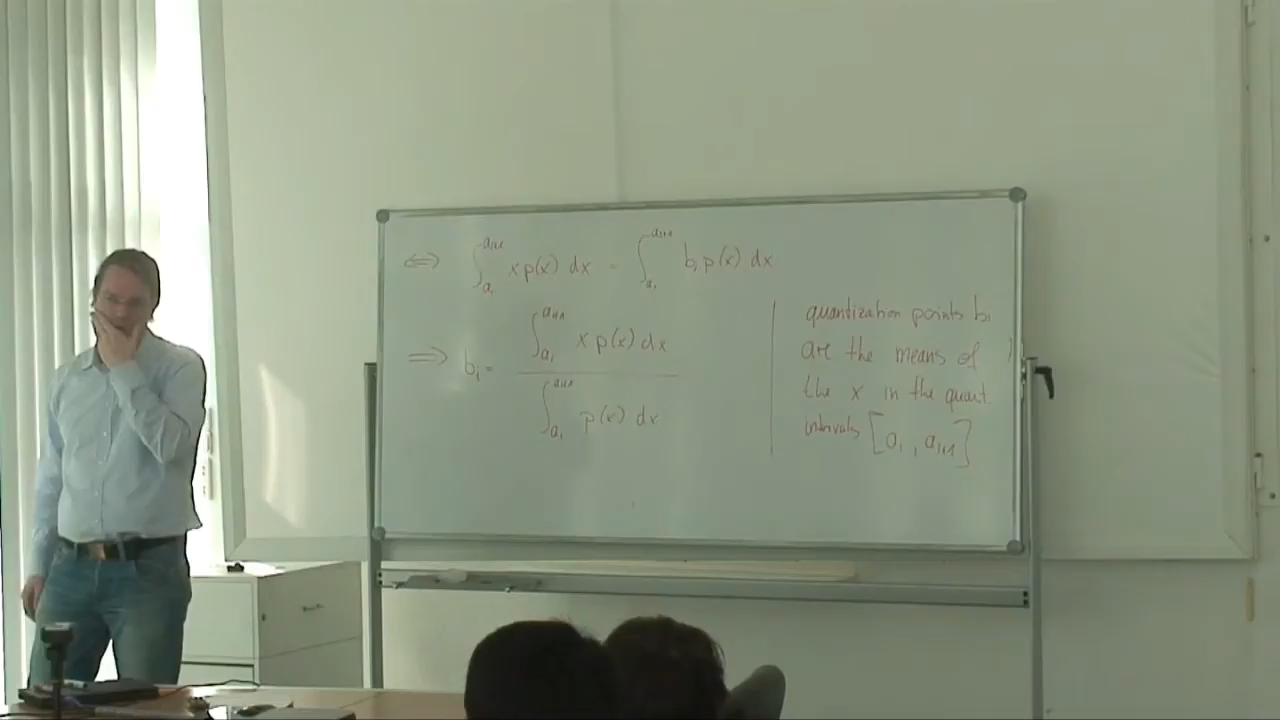 ⟺ ∫_{a_i}^{a_{i+1}} x p(x) dx = ∫_{a_i}^{a_{i+1}} b_i p(x) dx
⟹ b_i = ∫_{a_i}^{a_{i+1}} x p(x) dx / ∫_{a_i}^{a_{i+1}} p(x) dx
quantization points b_i
are the means of
the x in the quant.
intervals [a_i, a_{i+1}]